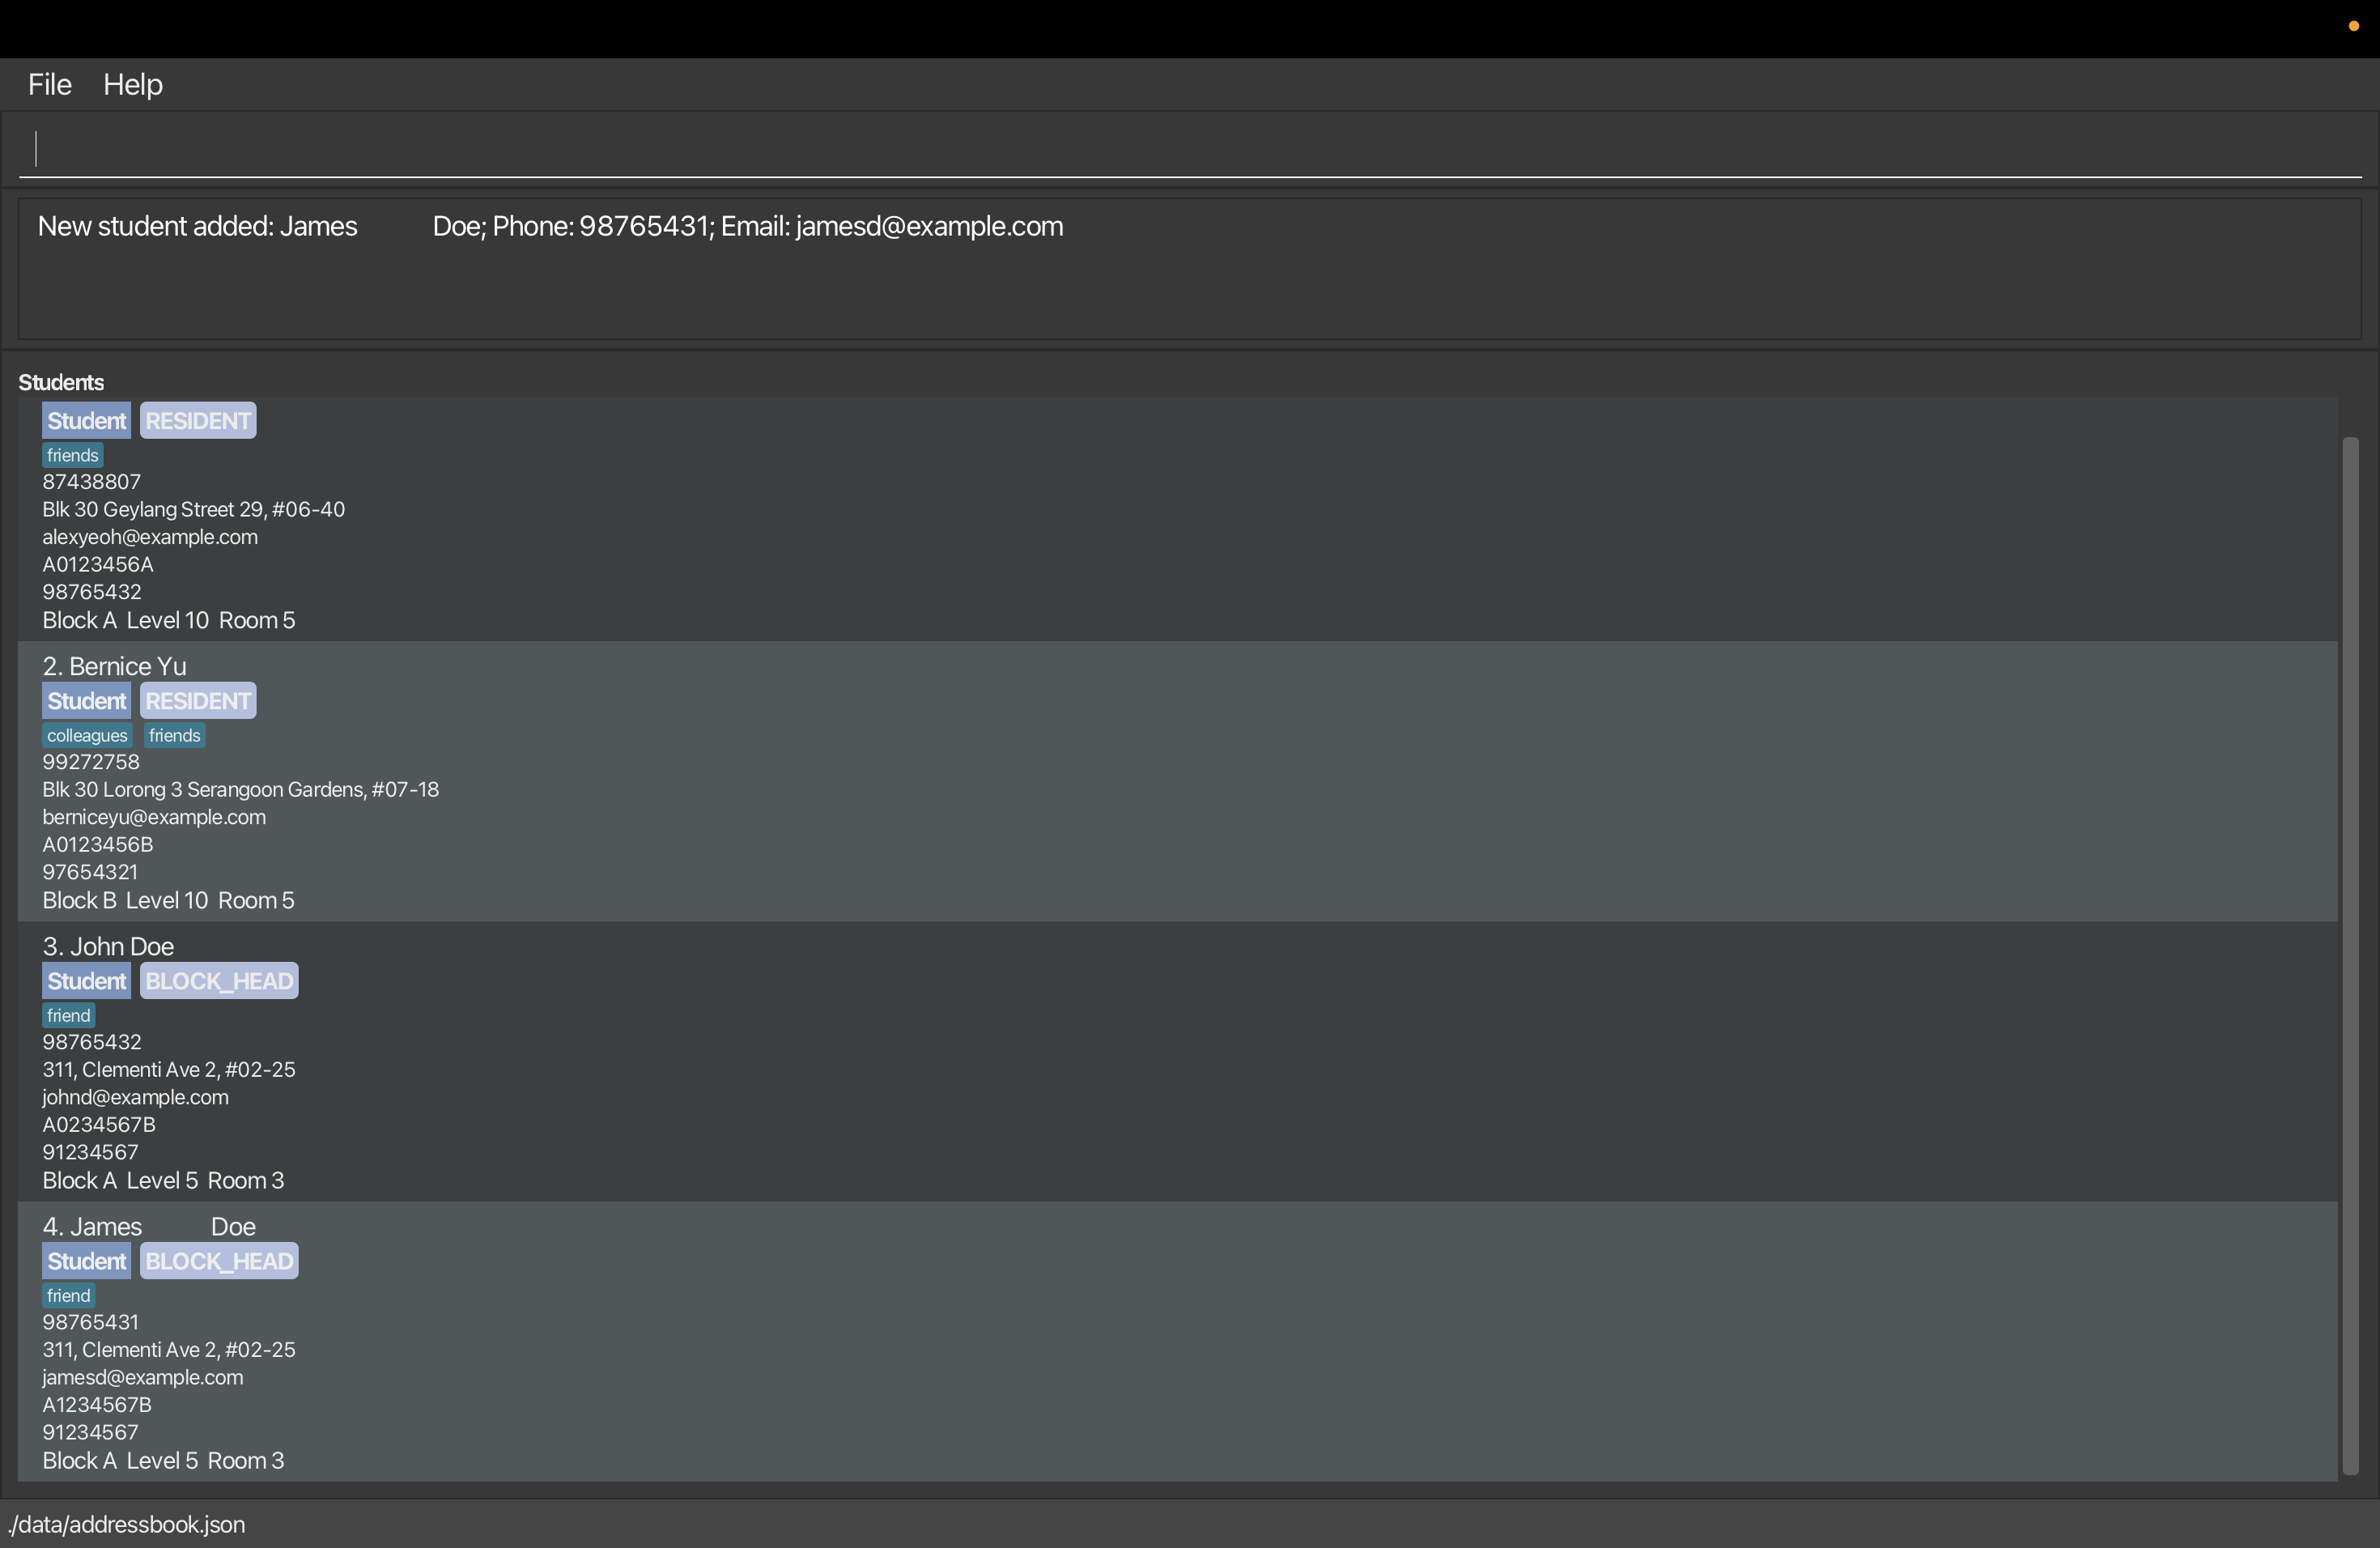 File Help
New student added: James          Doe; Phone: 98765431; Email: jamesd@example.com
Students
Student RESIDENT
friends
87438807
Blk 30 Geylang Street 29, #06-40
alexyeoh@example.com
A0123456A
98765432
Block A Level 10 Room 5
2. Bernice Yu
Student RESIDENT
colleagues friends
99272758
Blk 30 Lorong 3 Serangoon Gardens, #07-18
berniceyu@example.com
A0123456B
97654321
Block B Level 10 Room 5
3. John Doe
Student BLOCK_HEAD
friend
98765432
311, Clementi Ave 2, #02-25
johnd@example.com
A0234567B
91234567
Block A Level 5 Room 3
4. James          Doe
Student BLOCK_HEAD
friend
98765431
311, Clementi Ave 2, #02-25
jamesd@example.com
A1234567B
91234567
Block A Level 5 Room 3
./data/addressbook.json